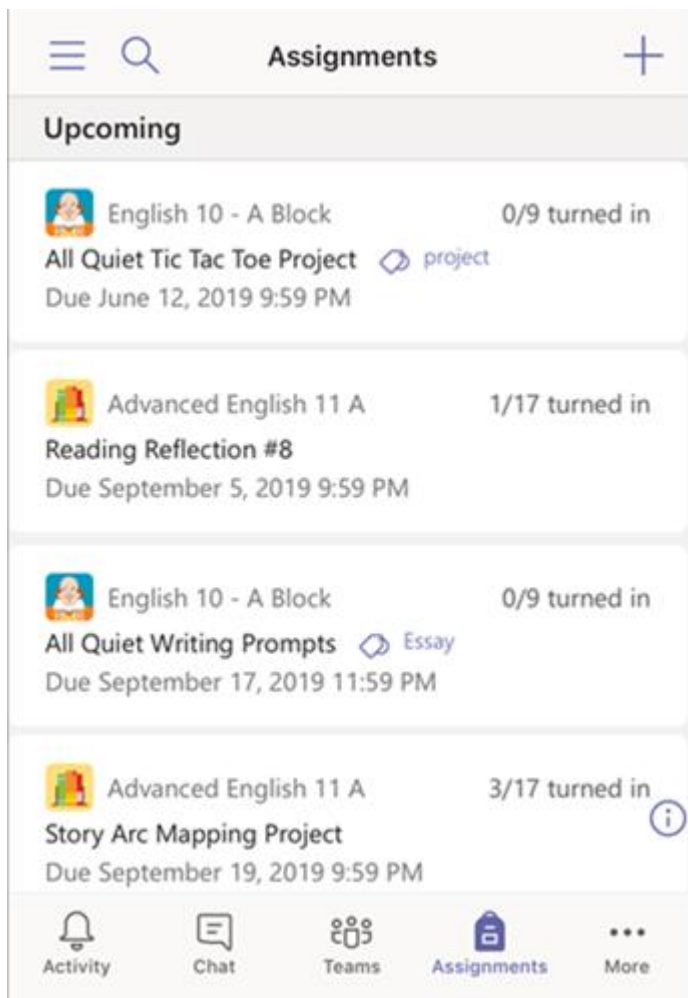 Assignments
Upcoming
English 10 - A Block 0/9 turned in
All Quiet Tic Tac Toe Project project
Due June 12, 2019 9:59 PM
Advanced English 11 A 1/17 turned in
Reading Reflection #8
Due September 5, 2019 9:59 PM
English 10 - A Block 0/9 turned in
All Quiet Writing Prompts Essay
Due September 17, 2019 11:59 PM
Advanced English 11 A 3/17 turned in
Story Arc Mapping Project
Due September 19, 2019 9:59 PM
Activity Chat Teams Assignments More